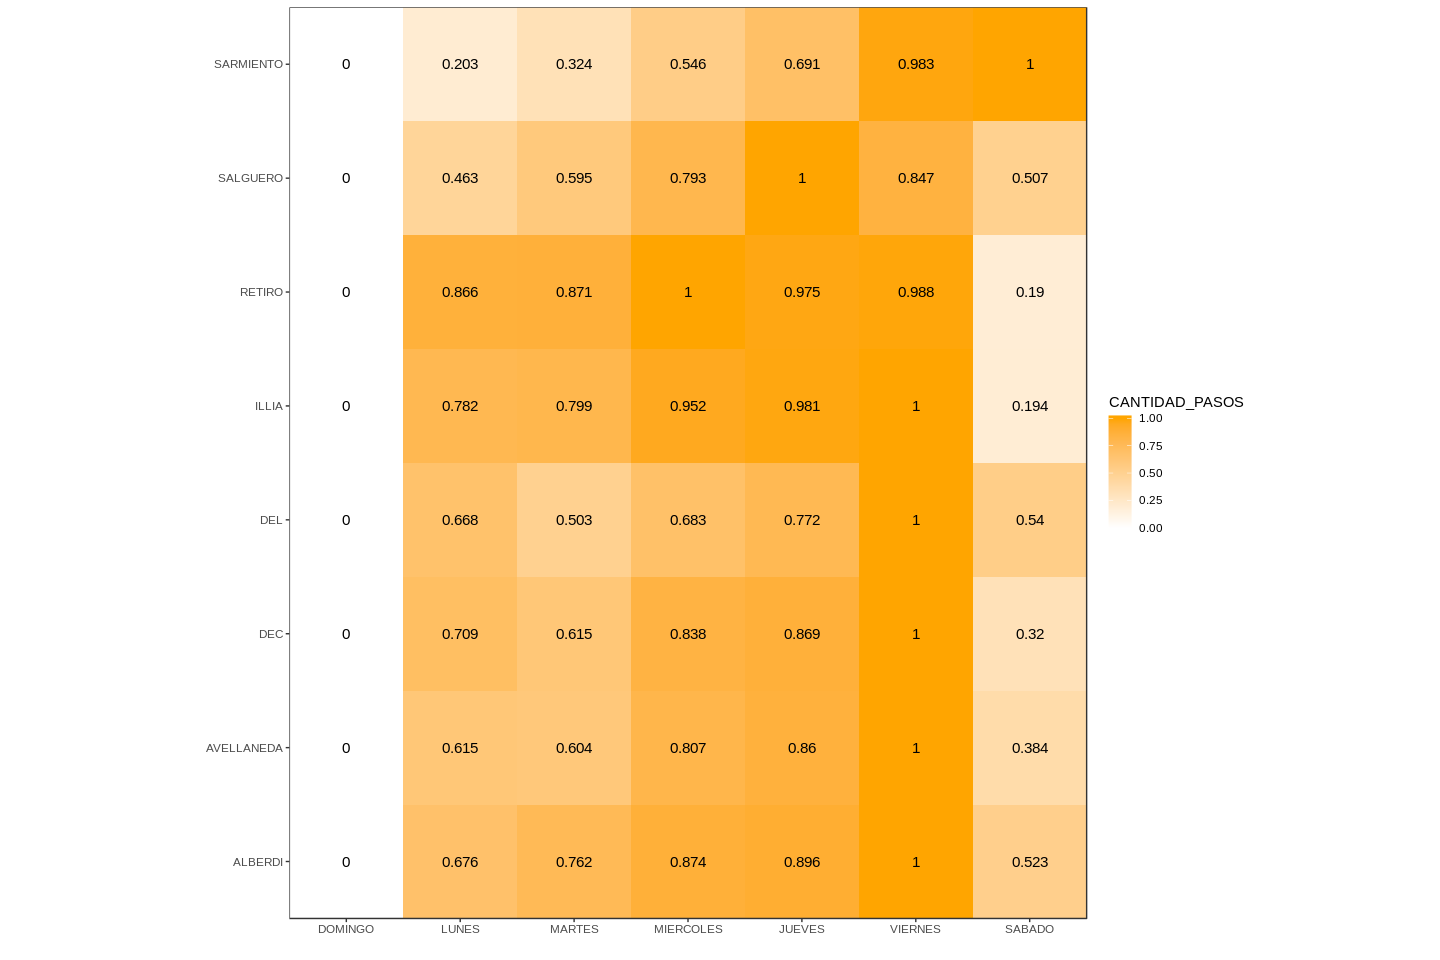 SARMIENTO 0 0.203 0.324 0.546 0.691 0.983 1
SALGUERO 0 0.463 0.595 0.793 1 0.847 0.507
RETIRO 0 0.866 0.871 1 0.975 0.988 0.19
ILLIA 0 0.782 0.799 0.952 0.981 1 0.194
DEL 0 0.668 0.503 0.683 0.772 1 0.54
DEC 0 0.709 0.615 0.838 0.869 1 0.32
AVELLANEDA 0 0.615 0.604 0.807 0.86 1 0.384
ALBERDI 0 0.676 0.762 0.874 0.896 1 0.523
DOMINGO LUNES MARTES MIERCOLES JUEVES VIERNES SABADO
CANTIDAD_PASOS
1.00
0.75
0.50
0.25
0.00